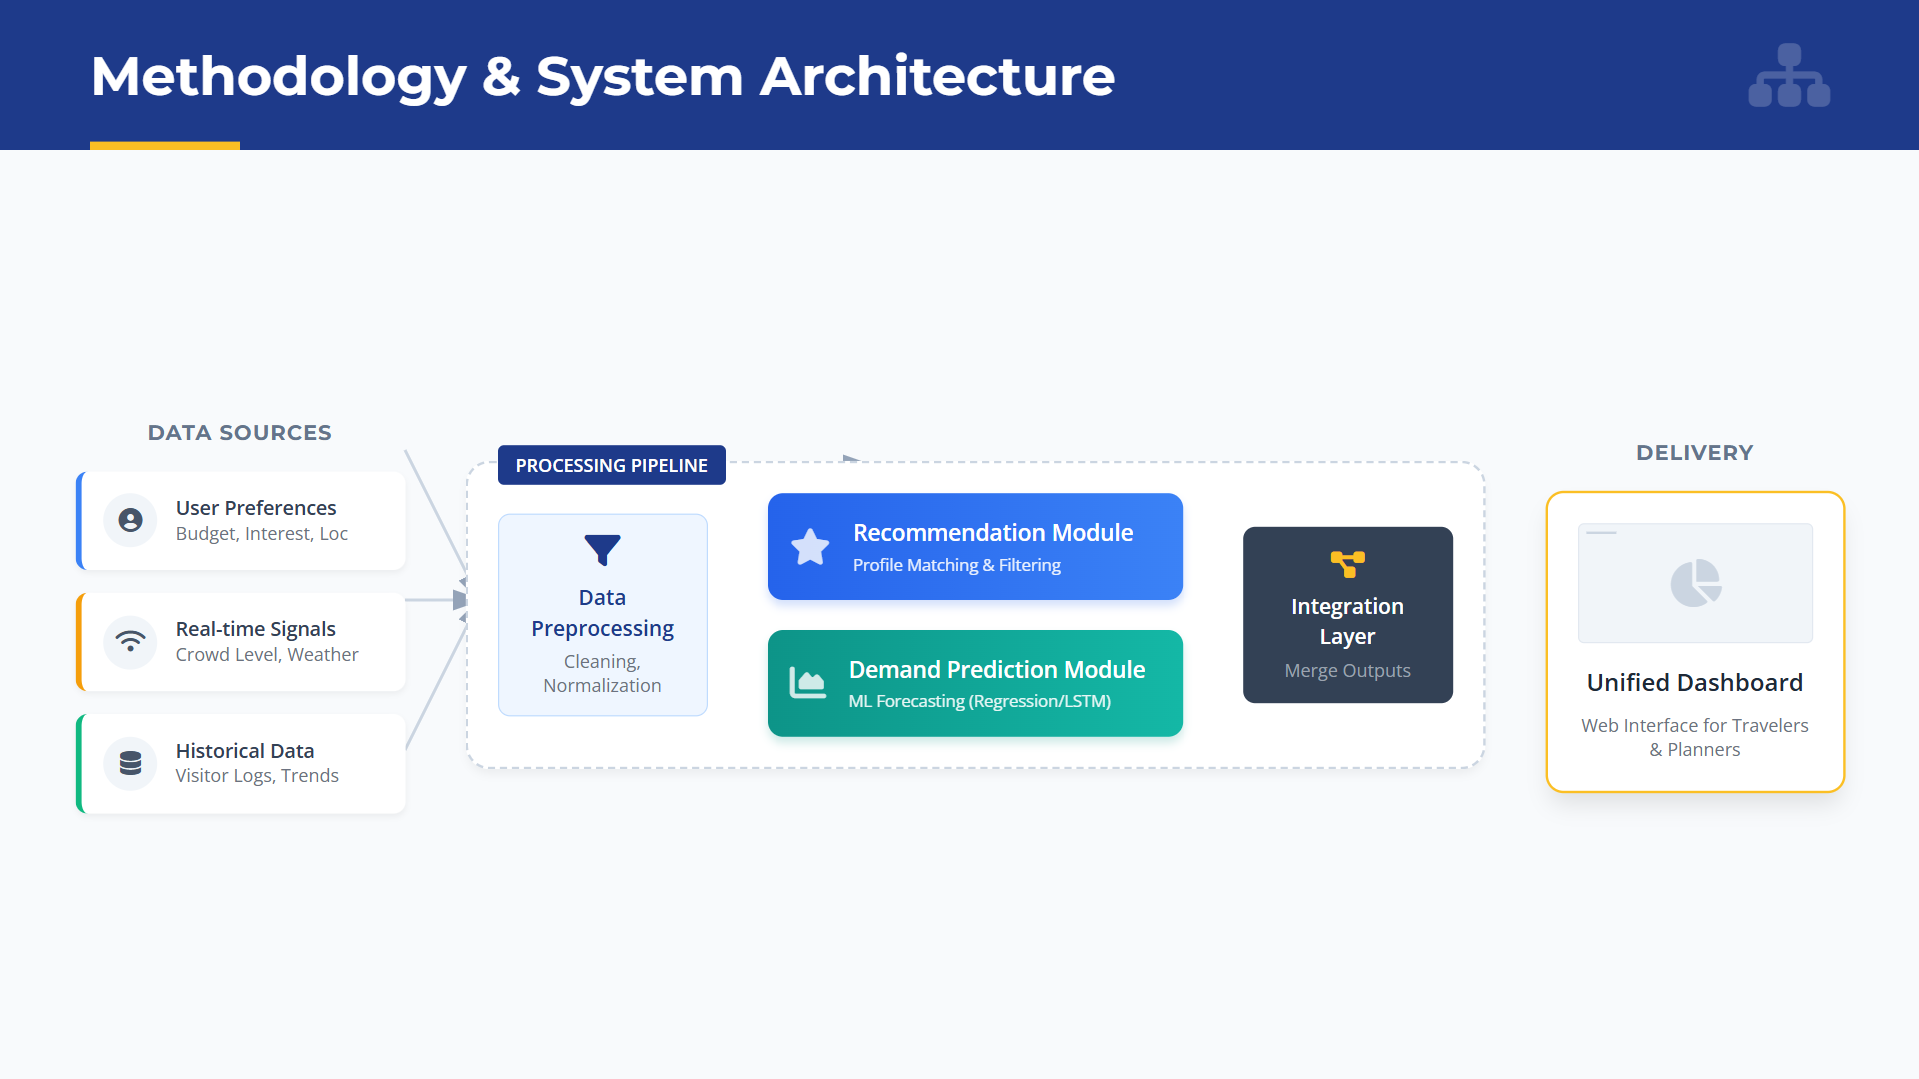 Methodology & System Architecture
DATA SOURCES
User Preferences
Budget, Interest, Loc
Real-time Signals
Crowd Level, Weather
Historical Data
Visitor Logs, Trends
PROCESSING PIPELINE
Data
Preprocessing
Cleaning,
Normalization
Recommendation Module
Profile Matching & Filtering
Demand Prediction Module
ML Forecasting (Regression/LSTM)
Integration
Layer
Merge Outputs
DELIVERY
Unified Dashboard
Web Interface for Travelers
& Planners